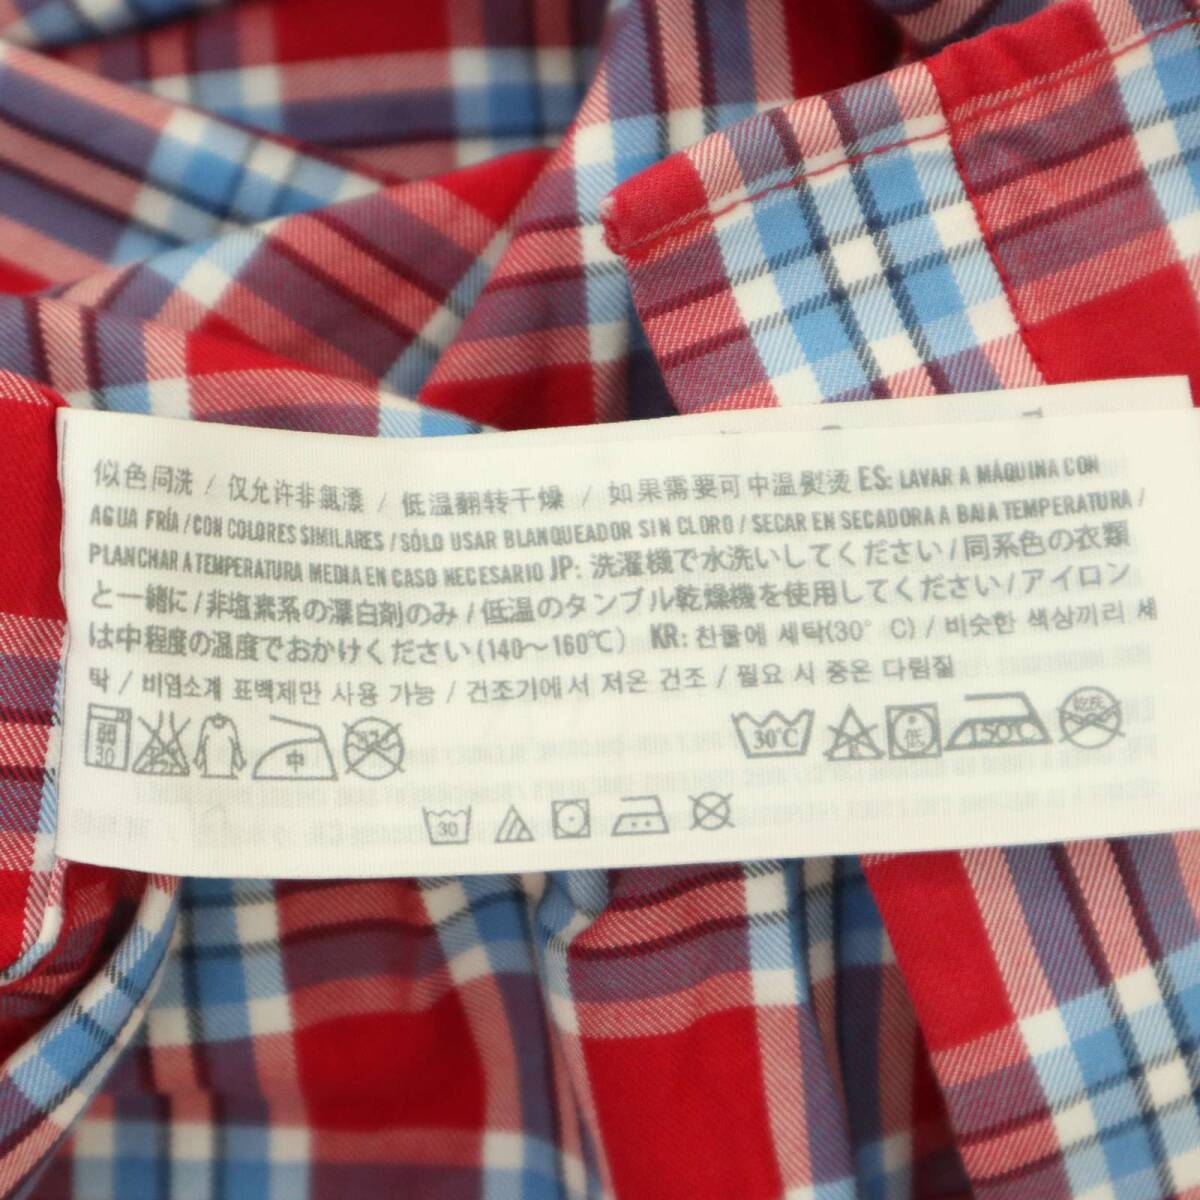 似色同洗 / 仅允许非氯漂 / 低温翻转干燥 / 如果需要可中温熨烫 ES: LAVAR A MÁQUINA CON
AGUA FRÍA / CON COLORES SIMILARES / SÓLO USAR BLANQUEADOR SIN CLORO / SECAR EN SECADORA A BAJA TEMPERATURA /
PLANCHAR A TEMPERATURA MEDIA EN CASO NECESARIO JP: 洗濯機で水洗いしてください / 同系色の衣類
と一緒に / 非塩素系の漂白剤のみ / 低温のタンブル乾燥機を使用してください / アイロン
は中程度の温度でおかけください (140～160℃) KR: 찬물에 세탁(30° C) / 비슷한 색상끼리 세
탁 / 비염소계 표백제만 사용 가능 / 건조기에서 저온 건조 / 필요 시 중온 다림질
弱 30 中 30℃ 低 150℃
30